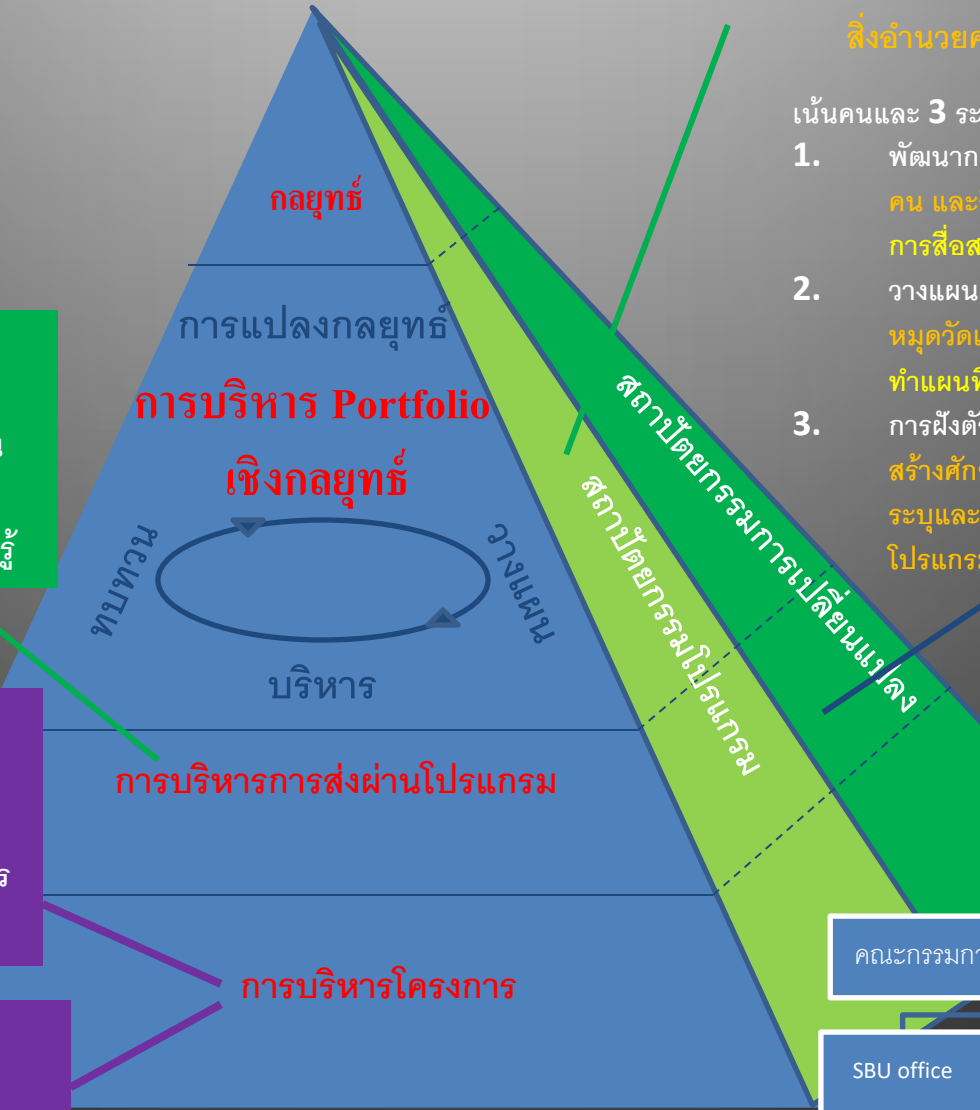 สิ่งอำนวยค
เน้นคนและ 3 ระ
1. พัฒนาก
คน และ
การสื่อส
2. วางแผน
หมุดวัดเ
ทำแผนที
3. การฝังตั
สร้างศัก
ระบุและ
โปรแกร
กลยุทธ์
การแปลงกลยุทธ์
การบริหาร Portfolio
เชิงกลยุทธ์
ทบทวน
วางแผน
บริหาร
การบริหารการส่งผ่านโปรแกรม
การบริหารโครงการ
สถาปัตยกรรมการเปลี่ยนแปลง
สถาปัตยกรรมโปรแกรม
คณะกรรมกา
SBU office